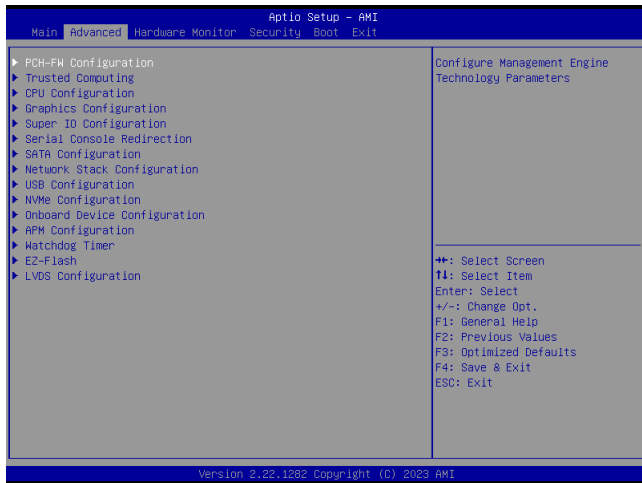 Aptio Setup – AMI
Main Advanced Hardware Monitor Security Boot Exit
PCH-FW Configuration
Trusted Computing
CPU Configuration
Graphics Configuration
Super IO Configuration
Serial Console Redirection
SATA Configuration
Network Stack Configuration
USB Configuration
NVMe Configuration
Onboard Device Configuration
APM Configuration
Watchdog Timer
EZ-Flash
LVDS Configuration
Configure Management Engine
Technology Parameters
→←: Select Screen
↑↓: Select Item
Enter: Select
+/-: Change Opt.
F1: General Help
F2: Previous Values
F3: Optimized Defaults
F4: Save & Exit
ESC: Exit
Version 2.22.1282 Copyright (C) 2023 AMI